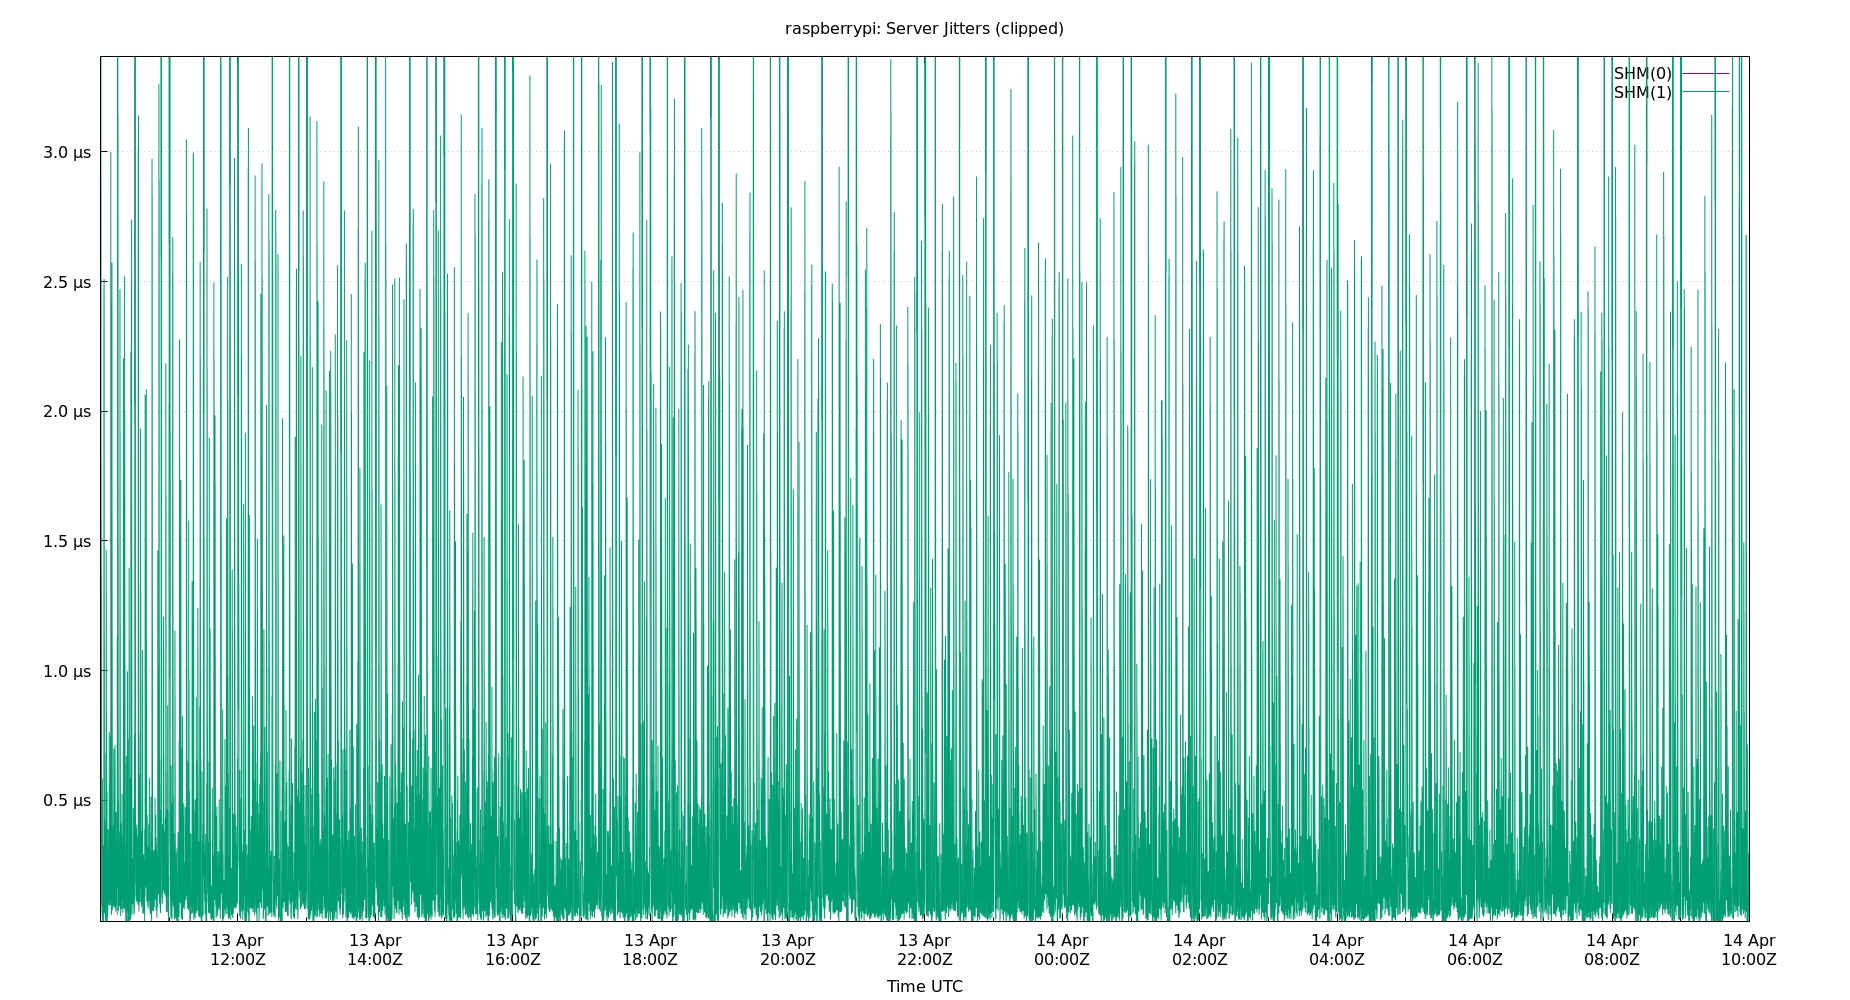 raspberrypi: Server Jitters (clipped)
SHM(0)
SHM(1)
3.0 µs
2.5 µs
2.0 µs
1.5 µs
1.0 µs
0.5 µs
13 Apr 13 Apr 13 Apr 13 Apr 13 Apr 13 Apr 14 Apr 14 Apr 14 Apr 14 Apr 14 Apr 14 Apr
12:00Z 14:00Z 16:00Z 18:00Z 20:00Z 22:00Z 00:00Z 02:00Z 04:00Z 06:00Z 08:00Z 10:00Z
Time UTC